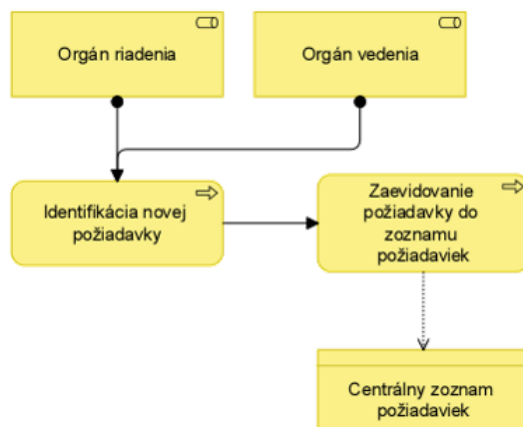 Orgán riadenia
Orgán vedenia
Identifikácia novej
požiadavky
Zaevidovanie
požiadavky do
zoznamu
požiadaviek
Centrálny zoznam
požiadaviek